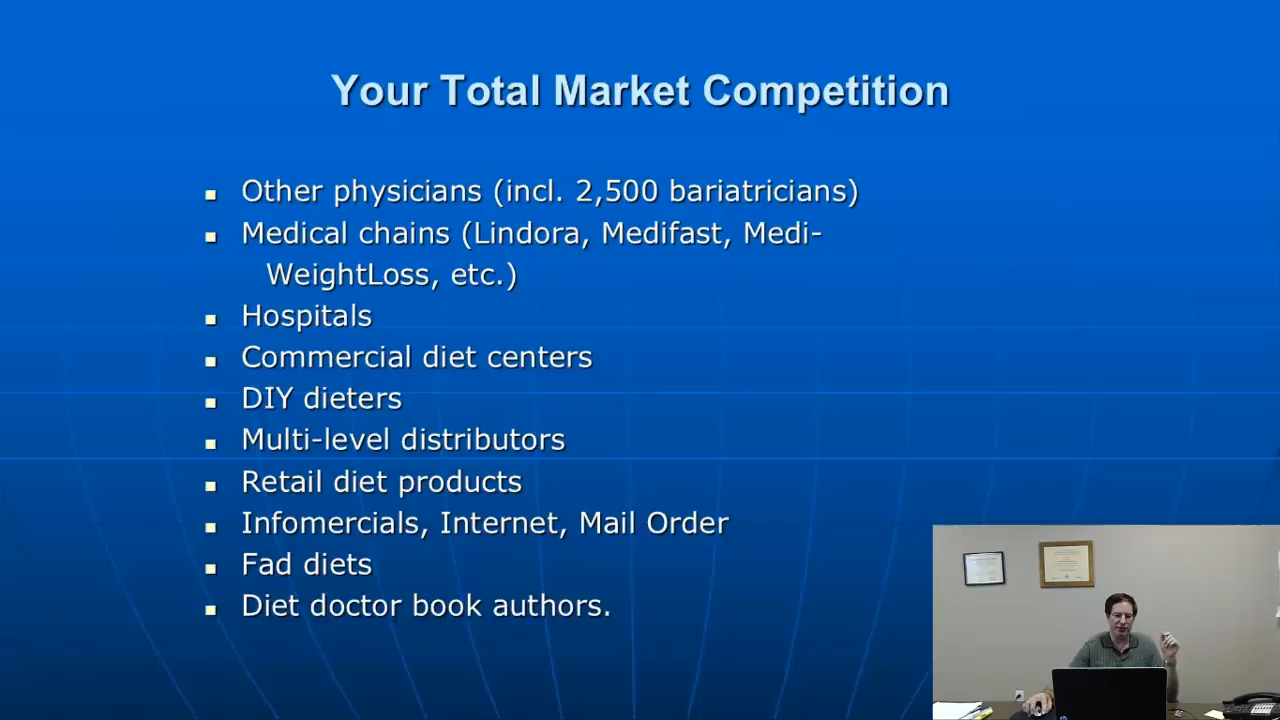 Your Total Market Competition
Other physicians (incl. 2,500 bariatricians)
Medical chains (Lindora, Medifast, Medi-
WeightLoss, etc.)
Hospitals
Commercial diet centers
DIY dieters
Multi-level distributors
Retail diet products
Infomercials, Internet, Mail Order
Fad diets
Diet doctor book authors.